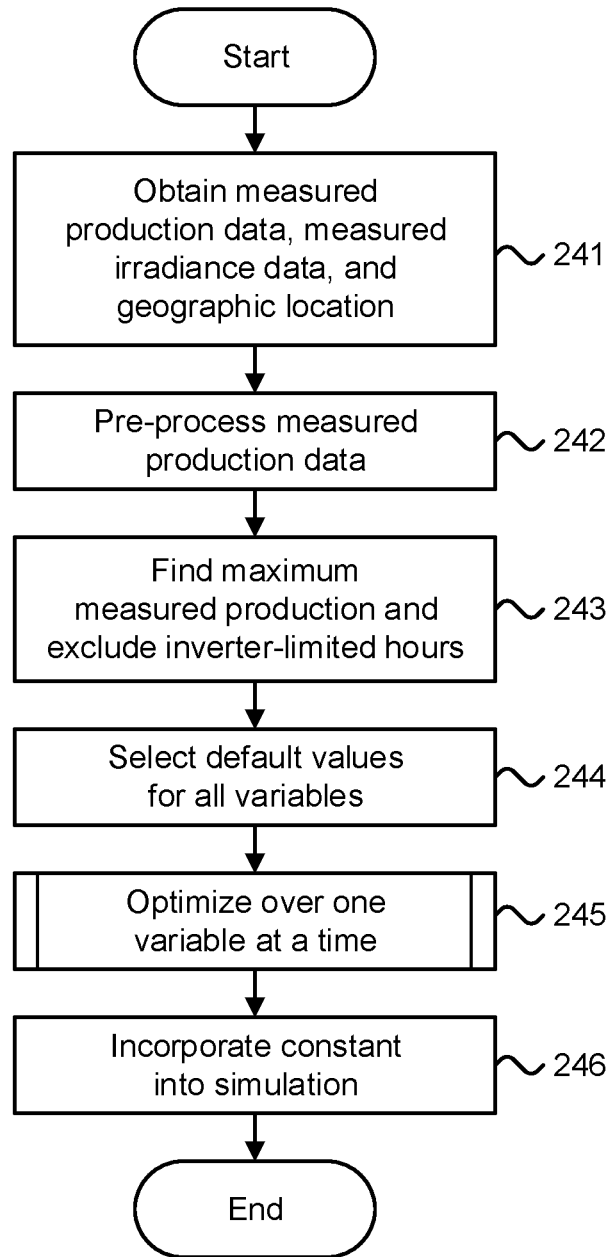 Start
Obtain measured
production data, measured
irradiance data, and
geographic location
241
Pre-process measured
production data
242
Find maximum
measured production and
exclude inverter-limited hours
243
Select default values
for all variables
244
Optimize over one
variable at a time
245
Incorporate constant
into simulation
246
End